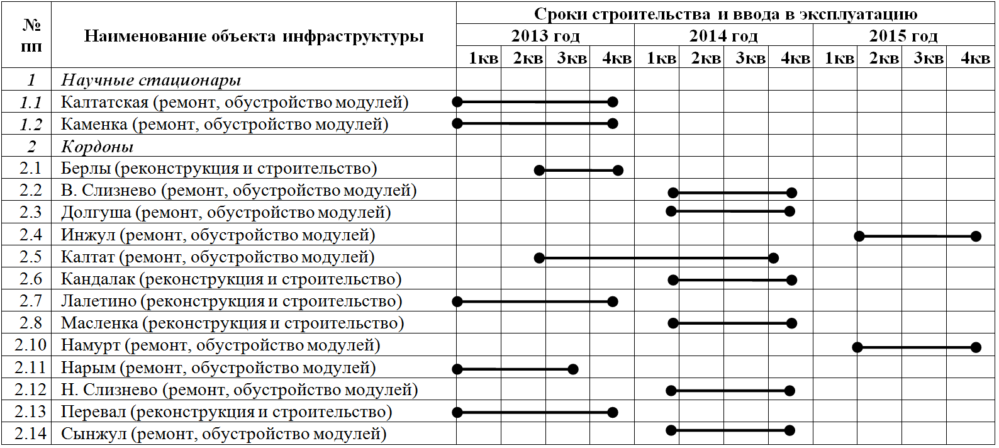 № пп
Наименование объекта инфраструктуры
Сроки строительства и ввода в эксплуатацию
2013 год 2014 год 2015 год
1кв 2кв 3кв 4кв 1кв 2кв 3кв 4кв 1кв 2кв 3кв 4кв
1 Научные стационары
1.1 Калтатская (ремонт, обустройство модулей)
1.2 Каменка (ремонт, обустройство модулей)
2 Кордоны
2.1 Берлы (реконструкция и строительство)
2.2 В. Слизнево (ремонт, обустройство модулей)
2.3 Долгуша (ремонт, обустройство модулей)
2.4 Инжул (ремонт, обустройство модулей)
2.5 Калтат (ремонт, обустройство модулей)
2.6 Кандалак (реконструкция и строительство)
2.7 Лалетино (реконструкция и строительство)
2.8 Масленка (реконструкция и строительство)
2.10 Намурт (ремонт, обустройство модулей)
2.11 Нарым (ремонт, обустройство модулей)
2.12 Н. Слизнево (ремонт, обустройство модулей)
2.13 Перевал (реконструкция и строительство)
2.14 Сынжул (ремонт, обустройство модулей)